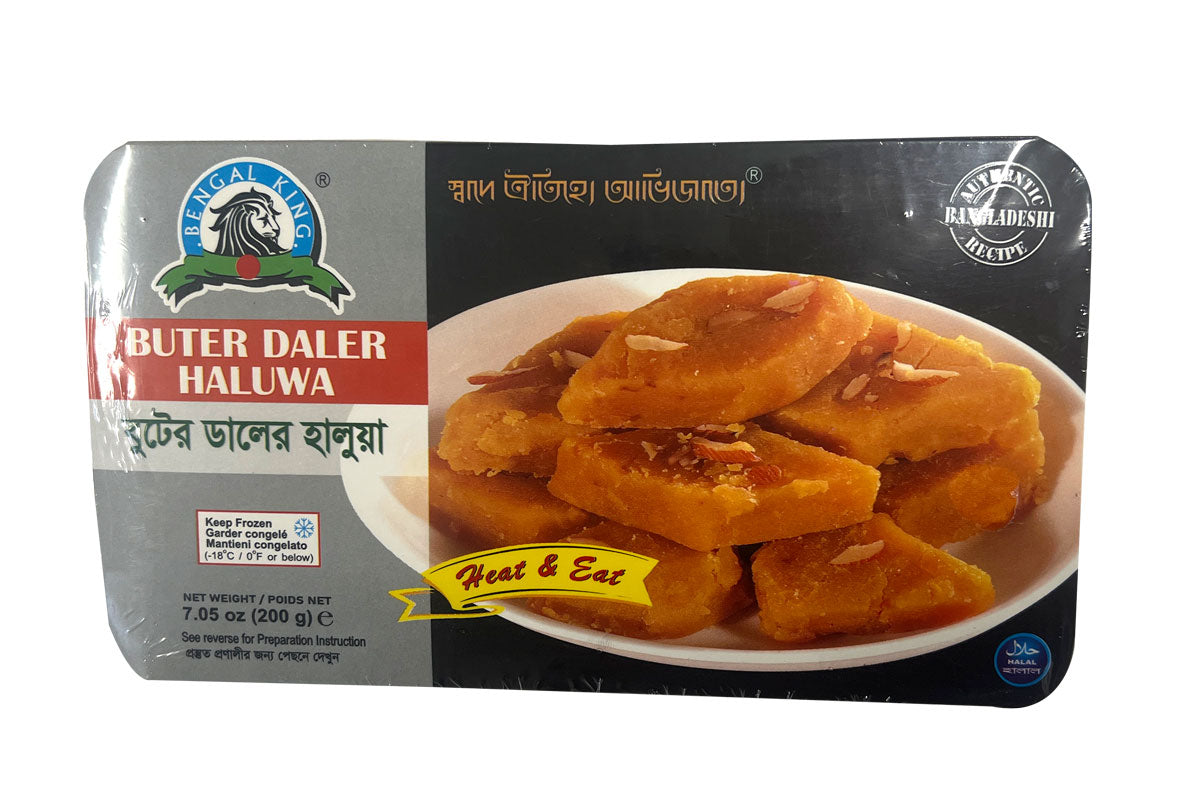 BENGAL KING
®
স্বাদে ঐতিহ্যে আভিজাত্যে®
AUTHENTIC
BANGLADESHI
RECIPE
BUTER DALER
HALUWA
বুটের ডালের হালুয়া
Keep Frozen
Garder congelé
Mantieni congelato
(-18°C / 0°F or below)
Heat & Eat
NET WEIGHT / POIDS NET
7.05 oz (200 g) e
See reverse for Preparation Instruction
প্রস্তুত প্রণালীর জন্য পেছনে দেখুন
حلال
HALAL
হালাল